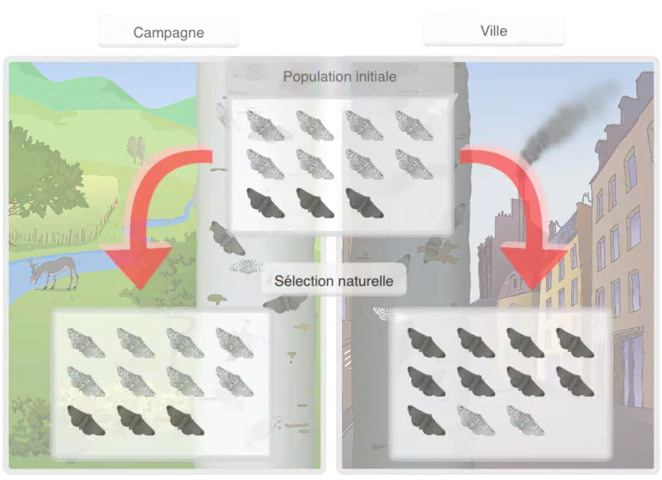 Campagne
Ville
Population initiale
Sélection naturelle